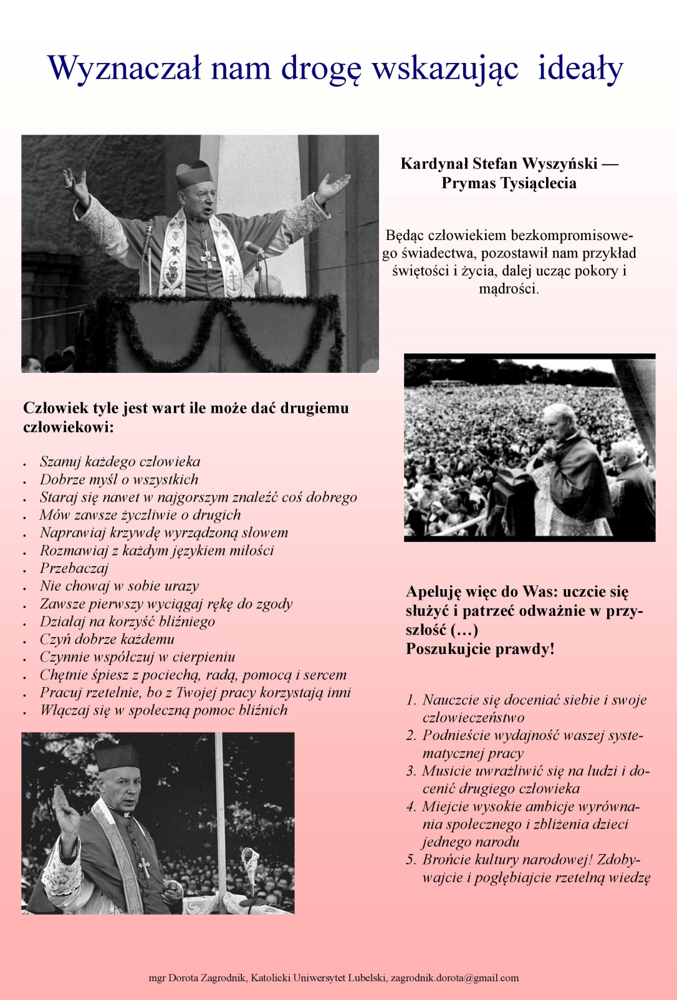 Wyznaczał nam drogę wskazując  ideały
Kardynał Stefan Wyszyński —
Prymas Tysiąclecia
Będąc człowiekiem bezkompromisowe-
go świadectwa, pozostawił nam przykład
świętości i życia, dalej ucząc pokory i
mądrości.
Człowiek tyle jest wart ile może dać drugiemu
człowiekowi:
• Szanuj każdego człowieka
• Dobrze myśl o wszystkich
• Staraj się nawet w najgorszym znaleźć coś dobrego
• Mów zawsze życzliwie o drugich
• Naprawiaj krzywdę wyrządzoną słowem
• Rozmawiaj z każdym językiem miłości
• Przebaczaj
• Nie chowaj w sobie urazy
• Zawsze pierwszy wyciągaj rękę do zgody
• Działaj na korzyść bliźniego
• Czyń dobrze każdemu
• Czynnie współczuj w cierpieniu
• Chętnie śpiesz z pociechą, radą, pomocą i sercem
• Pracuj rzetelnie, bo z Twojej pracy korzystają inni
• Włączaj się w społeczną pomoc bliźnich
Apeluję więc do Was: uczcie się
służyć i patrzeć odważnie w przy-
szłość (…)
Poszukujcie prawdy!
1. Nauczcie się doceniać siebie i swoje
człowieczeństwo
2. Podnieście wydajność waszej syste-
matycznej pracy
3. Musicie uwrażliwić się na ludzi i do-
cenić drugiego człowieka
4. Miejcie wysokie ambicje wyrówna-
nia społecznego i zbliżenia dzieci
jednego narodu
5. Brońcie kultury narodowej! Zdoby-
wajcie i pogłębiajcie rzetelną wiedzę
mgr Dorota Zagrodnik, Katolicki Uniwersytet Lubelski, zagrodnik.dorota@gmail.com